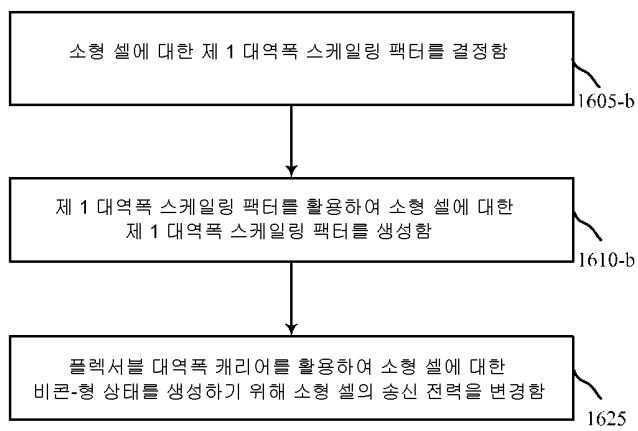 소형 셀에 대한 제 1 대역폭 스케일링 팩터를 결정함
1605-b
제 1 대역폭 스케일링 팩터를 활용하여 소형 셀에 대한
제 1 대역폭 스케일링 팩터를 생성함
1610-b
플렉서블 대역폭 캐리어를 활용하여 소형 셀에 대한
비콘-형 상태를 생성하기 위해 소형 셀의 송신 전력을 변경함
1625